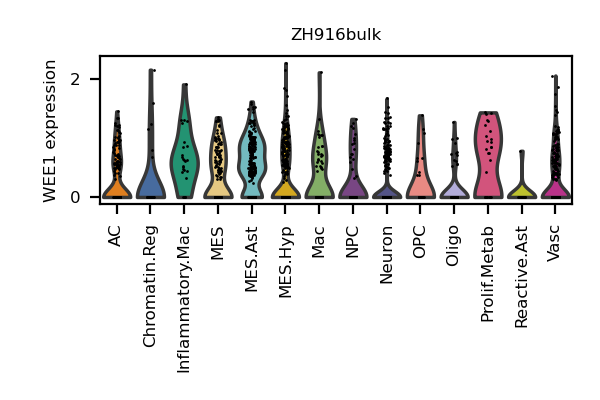 ZH916bulk
WEE1 expression
2
0
AC
Chromatin.Reg
Inflammatory.Mac
MES
MES.Ast
MES.Hyp
Mac
NPC
Neuron
OPC
Oligo
Prolif.Metab
Reactive.Ast
Vasc